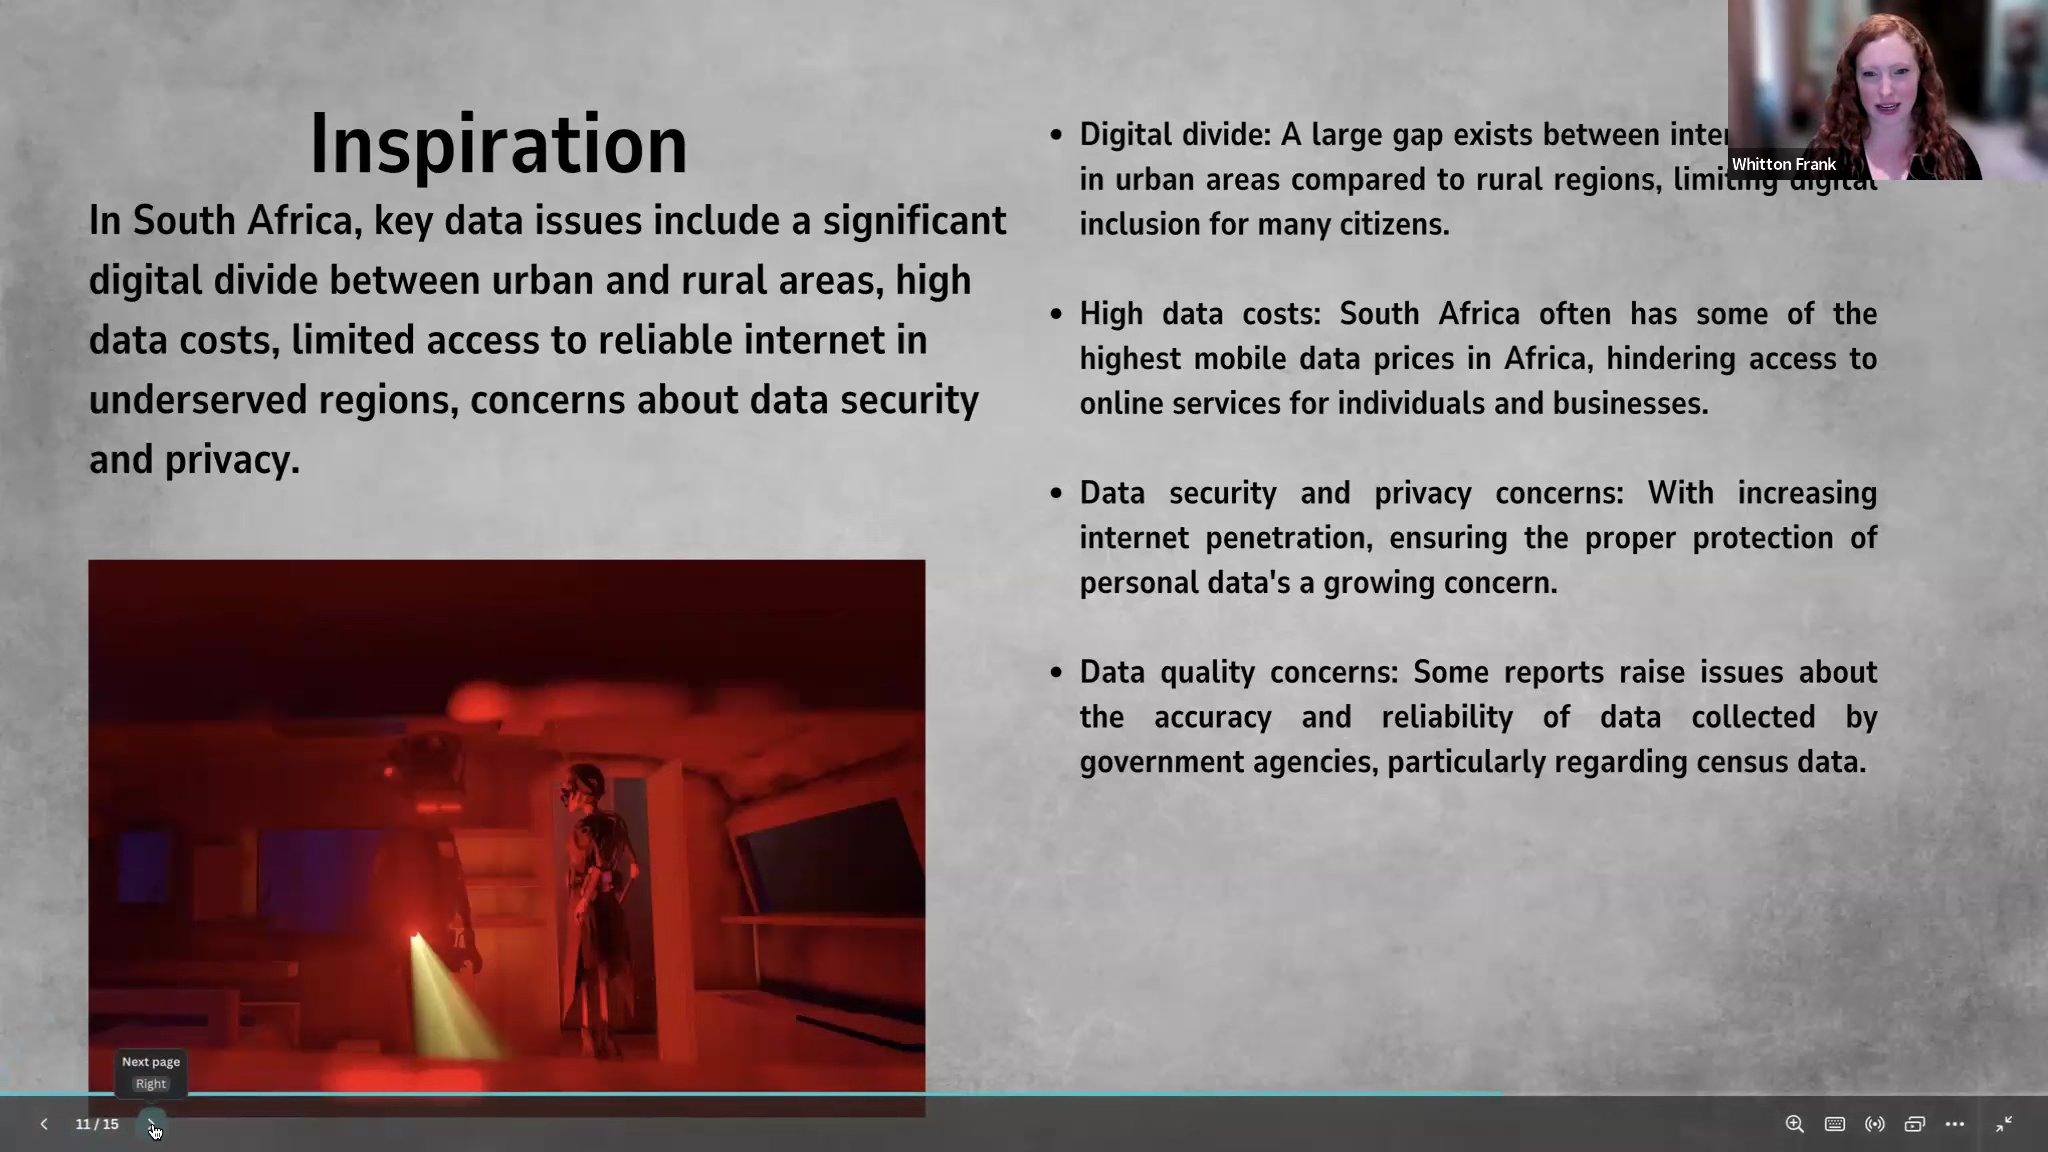 Inspiration
In South Africa, key data issues include a significant
digital divide between urban and rural areas, high
data costs, limited access to reliable internet in
underserved regions, concerns about data security
and privacy.
• Digital divide: A large gap exists between
in urban areas compared to rural regions, limiting digital
inclusion for many citizens.
• High data costs: South Africa often has some of the
highest mobile data prices in Africa, hindering access to
online services for individuals and businesses.
• Data security and privacy concerns: With increasing
internet penetration, ensuring the proper protection of
personal data's a growing concern.
• Data quality concerns: Some reports raise issues about
the accuracy and reliability of data collected by
government agencies, particularly regarding census data.
Whitton Frank
Next page
Right
11 / 15